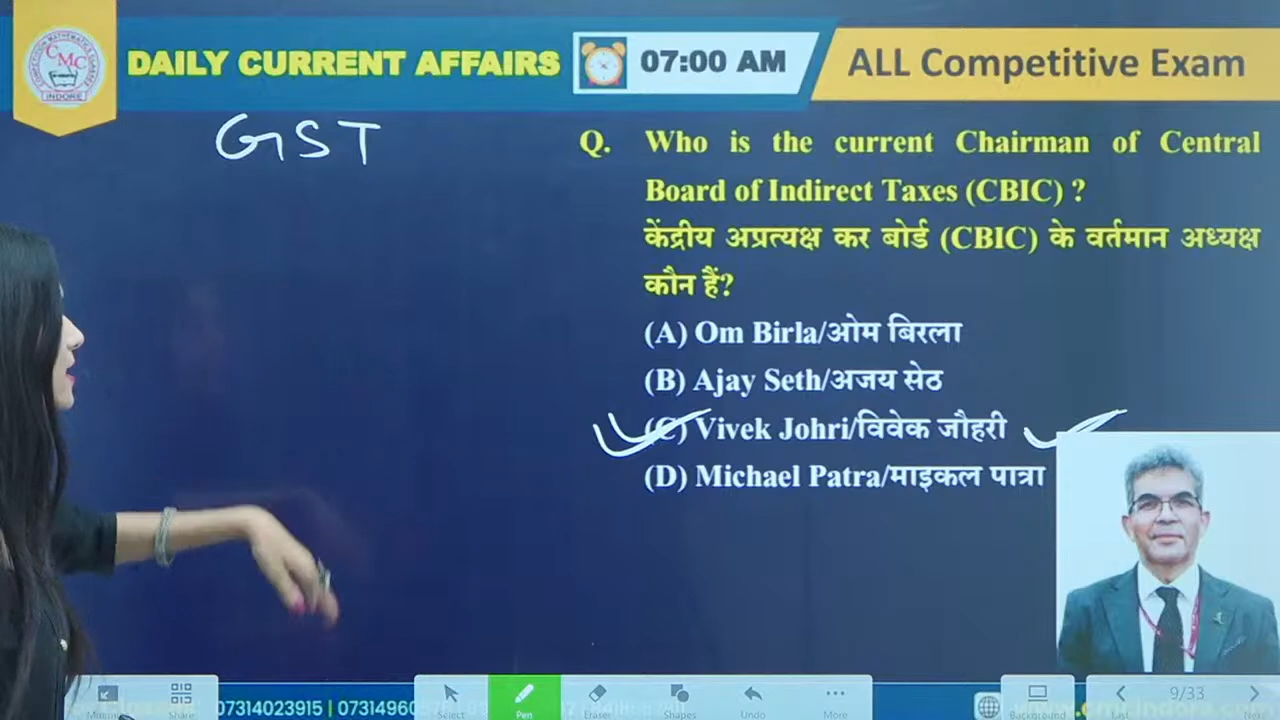 CMC
INDORE
DAILY CURRENT AFFAIRS
07:00 AM
ALL Competitive Exam
GST
Q. Who is the current Chairman of Central
Board of Indirect Taxes (CBIC) ?
केंद्रीय अप्रत्यक्ष कर बोर्ड (CBIC) के वर्तमान अध्यक्ष
कौन हैं?
(A) Om Birla/ओम बिरला
(B) Ajay Seth/अजय सेठ
(C) Vivek Johri/विवेक जौहरी
(D) Michael Patra/माइकल पात्रा
Share
07314023915
Select
Pen
Eraser
Shapes
Undo
More
Background
9/33